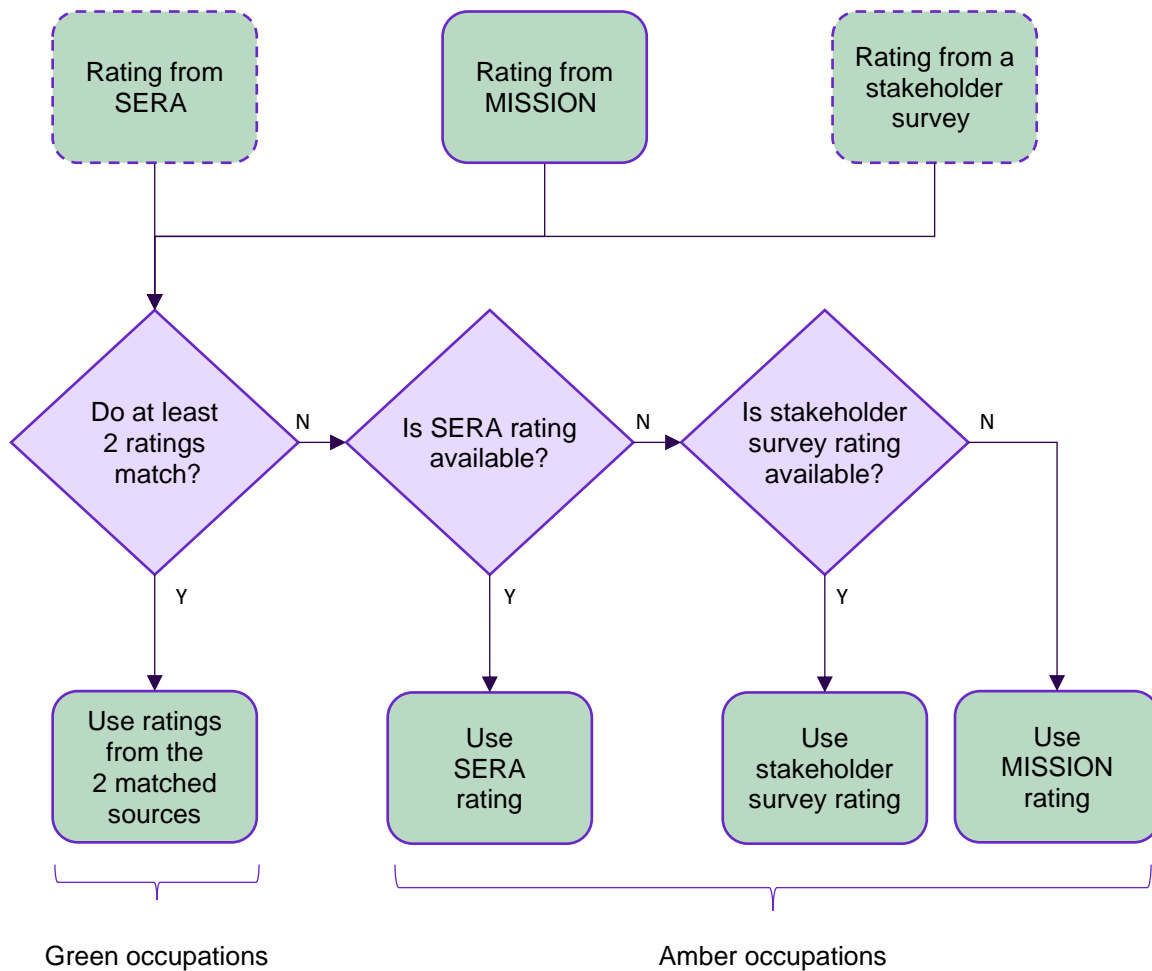 Rating from
SERA
Rating from
MISSION
Rating from a
stakeholder
survey
Do at least
2 ratings
match?
N
Is SERA rating
available?
N
Is stakeholder
survey rating
available?
N
Y
Y
Y
Use ratings
from the
2 matched
sources
Use
SERA
rating
Use
stakeholder
survey rating
Use
MISSION
rating
Green occupations
Amber occupations